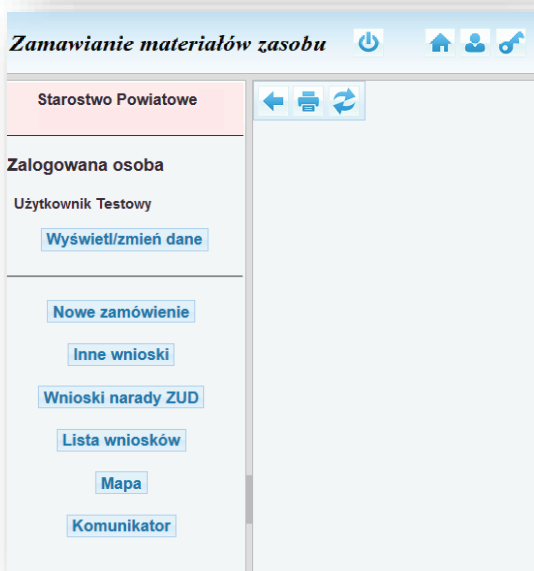 Zamawianie materiałów zasobu
Starostwo Powiatowe
Zalogowana osoba
Użytkownik Testowy
Wyświetl/zmień dane
Nowe zamówienie
Inne wnioski
Wnioski narady ZUD
Lista wniosków
Mapa
Komunikator